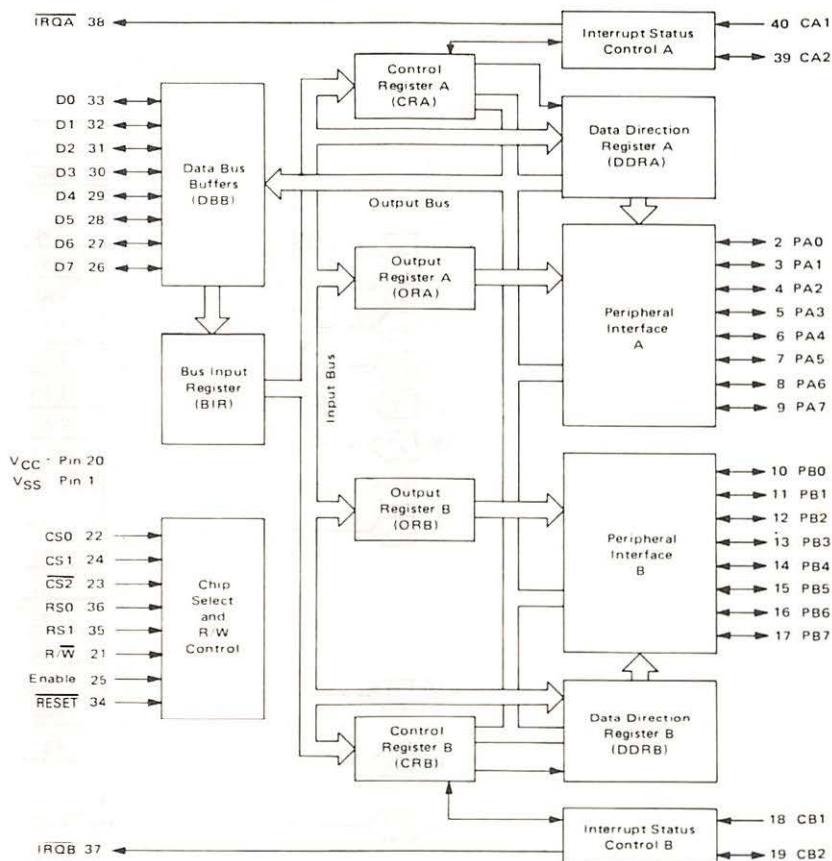 IRQA 38
Interrupt Status
Control A
40 CA1
39 CA2
Control
Register A
(CRA)
D0 33
D1 32
D2 31
D3 30
D4 29
D5 28
D6 27
D7 26
Data Bus
Buffers
(DBB)
Data Direction
Register A
(DDRA)
Output Bus
Output
Register A
(ORA)
Peripheral
Interface
A
2 PA0
3 PA1
4 PA2
5 PA3
6 PA4
7 PA5
8 PA6
9 PA7
Bus Input
Register
(BIR)
Input Bus
VCC - Pin 20
VSS Pin 1
Output
Register B
(ORB)
Peripheral
Interface
B
10 PB0
11 PB1
12 PB2
13 PB3
14 PB4
15 PB5
16 PB6
17 PB7
CS0 22
CS1 24
CS2 23
RS0 36
RS1 35
R/W 21
Enable 25
RESET 34
Chip
Select
and
R/W
Control
Control
Register B
(CRB)
Data Direction
Register B
(DDRB)
Interrupt Status
Control B
18 CB1
19 CB2
IRQB 37